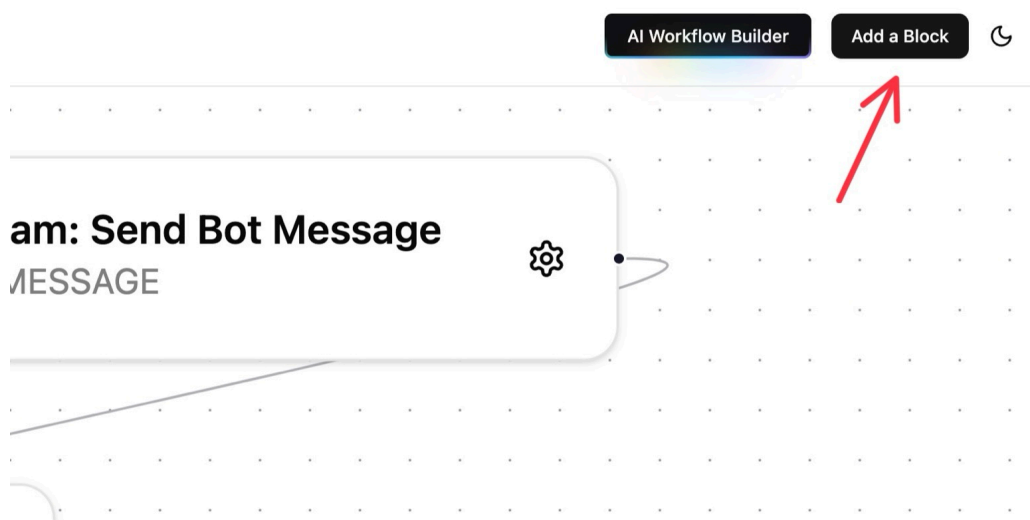 AI Workflow Builder
Add a Block
am: Send Bot Message
MESSAGE